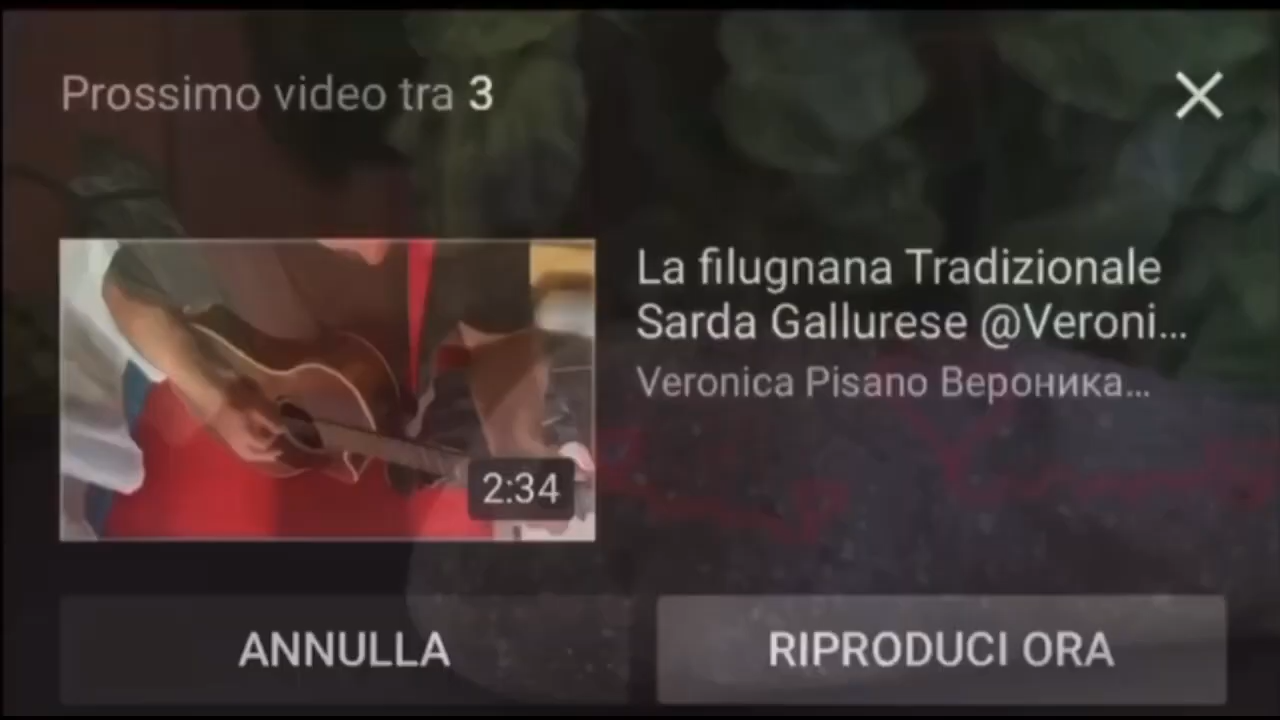 Prossimo video tra 3
La filugnana Tradizionale
Sarda Gallurese @Veroni...
Veronica Pisano Вероника...
2:34
ANNULLA
RIPRODUCI ORA